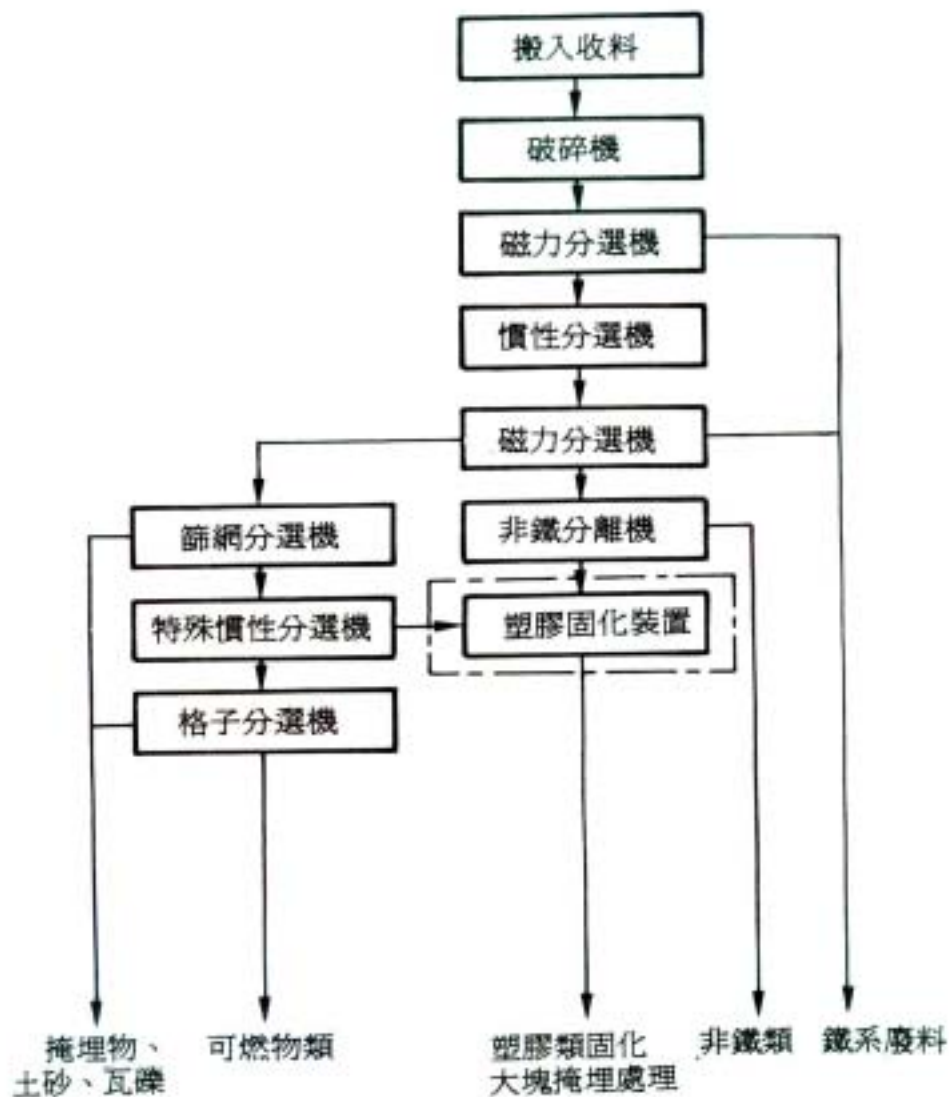 搬入收料
破碎機
磁力分選機
慣性分選機
磁力分選機
篩網分選機
非鐵分離機
特殊慣性分選機
塑膠固化裝置
格子分選機
掩埋物、
土砂、瓦礫
可燃物類
塑膠類固化
大塊掩埋處理
非鐵類
鐵系廢料